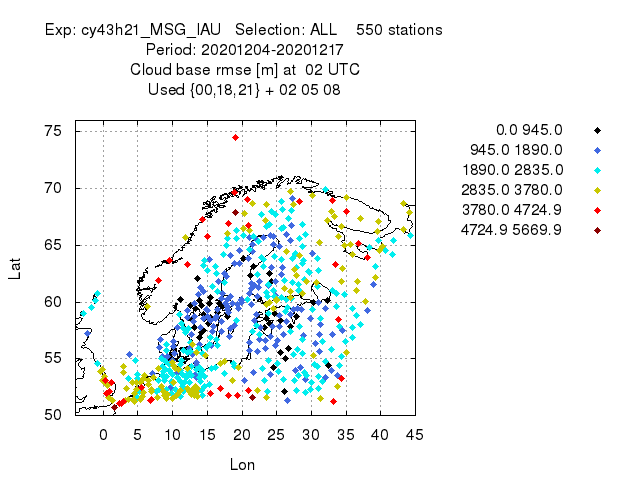 Exp: cy43h21_MSG_IAU   Selection: ALL    550 stations
Period: 20201204-20201217
Cloud base rmse [m] at  02 UTC
Used {00,18,21} + 02 05 08
0.0 945.0
945.0 1890.0
1890.0 2835.0
2835.0 3780.0
3780.0 4724.9
4724.9 5669.9
75
70
65
60
55
50
Lat
0 5 10 15 20 25 30 35 40 45
Lon